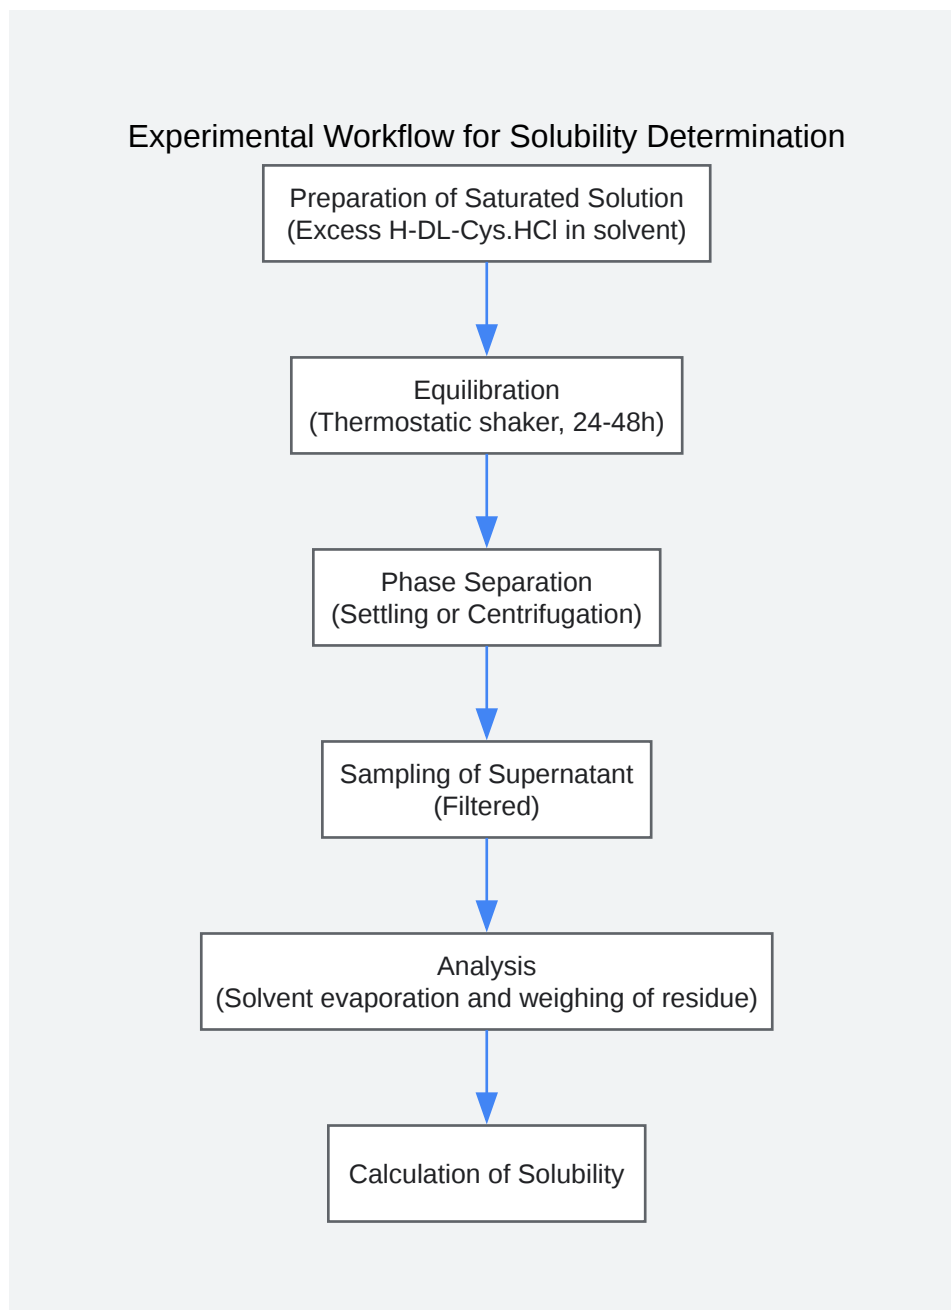 Experimental Workflow for Solubility Determination
Preparation of Saturated Solution
(Excess H-DL-Cys.HCl in solvent)
Equilibration
(Thermostatic shaker, 24-48h)
Phase Separation
(Settling or Centrifugation)
Sampling of Supernatant
(Filtered)
Analysis
(Solvent evaporation and weighing of residue)
Calculation of Solubility